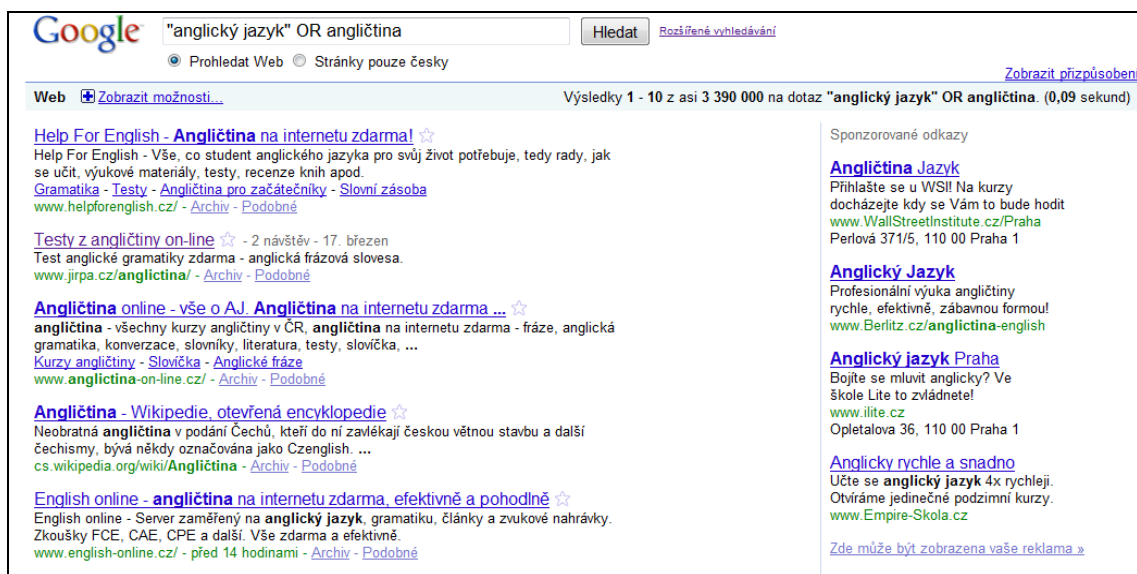 Google
"anglický jazyk" OR angličtina
Hledat
Rozšířené vyhledávání
Prohledat Web Stránky pouze česky
Zobrazit přizpůsobení
Web Zobrazit možnosti...
Výsledky 1 - 10 z asi 3 390 000 na dotaz "anglický jazyk" OR angličtina. (0,09 sekund)
Help For English - Angličtina na internetu zdarma!
Help For English - Vše, co student anglického jazyka pro svůj život potřebuje, tedy rady, jak
se učit, výukové materiály, testy, recenze knih apod.
Gramatika - Testy - Angličtina pro začátečníky - Slovní zásoba
www.helpforenglish.cz/ - Archiv - Podobné
Testy z angličtiny on-line - 2 návštěv - 17. březen
Test anglické gramatiky zdarma - anglická frázová slovesa.
www.jirpa.cz/anglictina/ - Archiv - Podobné
Angličtina online - vše o AJ. Angličtina na internetu zdarma ...
angličtina - všechny kurzy angličtiny v ČR, angličtina na internetu zdarma - fráze, anglická
gramatika, konverzace, slovníky, literatura, testy, slovíčka, ...
Kurzy angličtiny - Slovíčka - Anglické fráze
www.anglictina-on-line.cz/ - Archiv - Podobné
Angličtina - Wikipedie, otevřená encyklopedie
Neobratná angličtina v podání Čechů, kteří do ní zavlékají českou větnou stavbu a další
čechismy, bývá někdy označována jako Czenglish. ...
cs.wikipedia.org/wiki/Angličtina - Archiv - Podobné
English online - angličtina na internetu zdarma, efektivně a pohodlně
English online - Server zaměřený na anglický jazyk, gramatiku, články a zvukové nahrávky.
Zkoušky FCE, CAE, CPE a další. Vše zdarma a efektivně.
www.english-online.cz/ - před 14 hodinami - Archiv - Podobné
Sponzorované odkazy
Angličtina Jazyk
Přihlašte se u WSI! Na kurzy
docházejte kdy se Vám to bude hodit
www.WallStreetInstitute.cz/Praha
Perlová 371/5, 110 00 Praha 1
Anglický Jazyk
Profesionální výuka angličtiny
rychle, efektivně, zábavnou formou!
www.Berlitz.cz/anglictina-english
Anglický jazyk Praha
Bojíte se mluvit anglicky? Ve
škole Lite to zvládnete!
www.ilite.cz
Opletalova 36, 110 00 Praha 1
Anglicky rychle a snadno
Učte se anglický jazyk 4x rychleji.
Otvíráme jedinečné podzimní kurzy.
www.Empire-Skola.cz
Zde může být zobrazena vaše reklama »